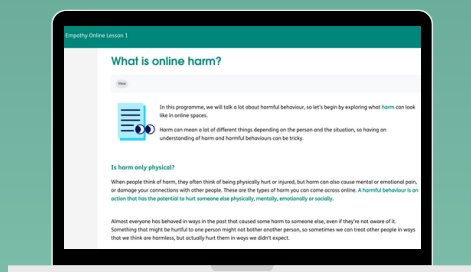 Empathy Online Lesson 1
What is online harm?
View
In this programme, we will talk a lot about harmful behaviour, so let's begin by exploring what harm can look
like in online spaces.
Harm can mean a lot of different things depending on the person and the situation, so having an
understanding of harm and harmful behaviours can be tricky.
Is harm only physical?
When people think of harm, they often think of being physically hurt or injured, but harm can also cause mental or emotional pain,
or damage your connections with other people. These are the types of harm you can come across online. A harmful behaviour is an
action that has the potential to hurt someone else physically, mentally, emotionally or socially.
Almost everyone has behaved in ways in the past that caused some harm to someone else, even if they're not aware of it.
Something that might be hurtful to one person might not bother another person, so sometimes we can treat other people in ways
that we think are harmless, but actually hurt them in ways we didn't expect.